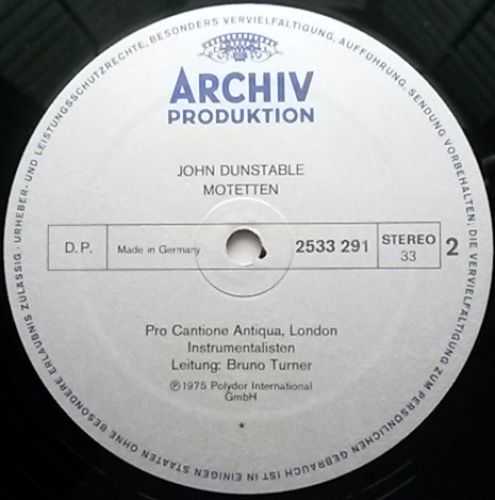 ARCHIV
PRODUKTION
JOHN DUNSTABLE
MOTETTEN
D.P.
Made in Germany
2533 291
STEREO
33
2
Pro Cantione Antiqua, London
Instrumentalisten
Leitung: Bruno Turner
Ⓟ1975 Polydor International
GmbH
*
URHEBER- UND LEISTUNGSSCHUTZRECHTE, BESONDERS VERVIELFÄLTIGUNG, AUFFÜHRUNG, SENDUNG VORBEHALTEN; DIE VERVIELFÄLTIGUNG ZUM PERSÖNLICHEN GEBRAUCH IST IN EINIGEN STAATEN OHNE BESONDERE ERLAUBNIS ZULÄSSIG ·